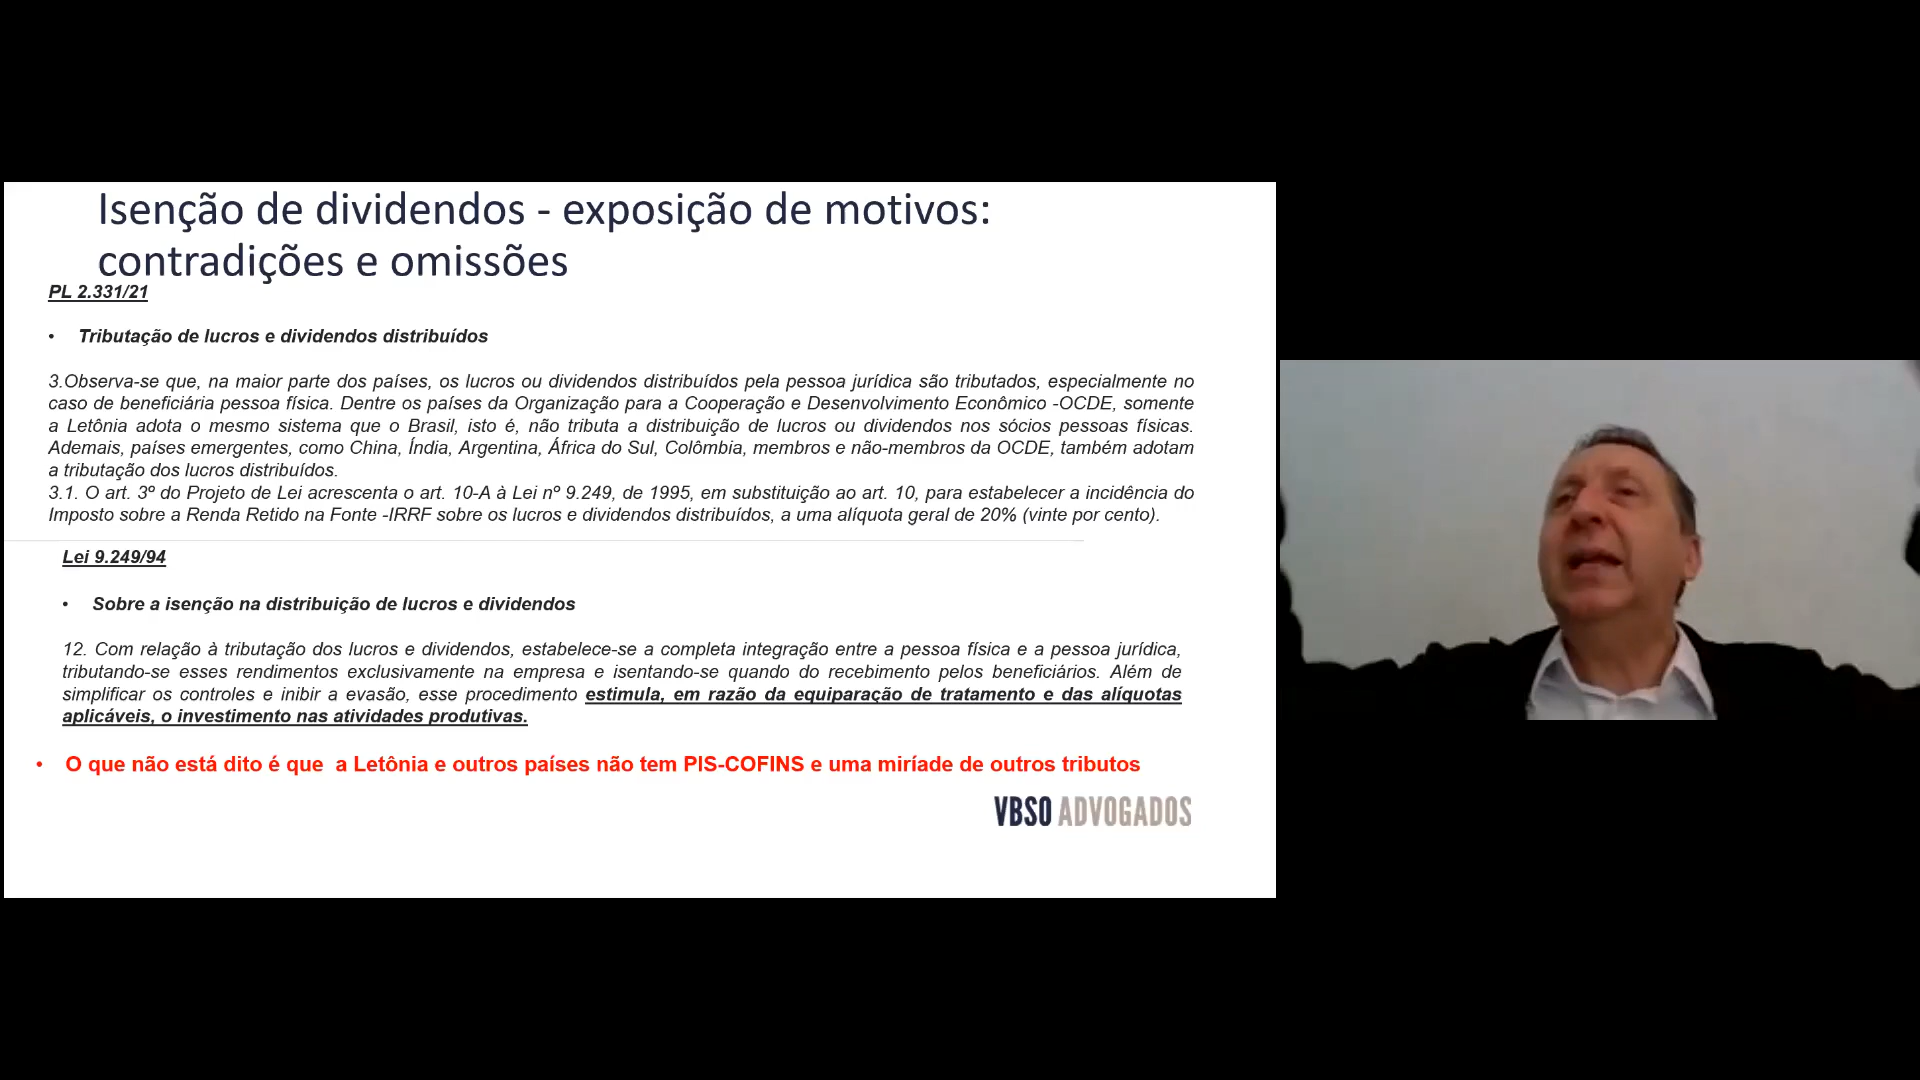 Isenção de dividendos - exposição de motivos:
contradições e omissões
PL 2.331/21
• Tributação de lucros e dividendos distribuídos
3.Observa-se que, na maior parte dos países, os lucros ou dividendos distribuídos pela pessoa jurídica são tributados, especialmente no
caso de beneficiária pessoa física. Dentre os países da Organização para a Cooperação e Desenvolvimento Econômico -OCDE, somente
a Letônia adota o mesmo sistema que o Brasil, isto é, não tributa a distribuição de lucros ou dividendos nos sócios pessoas físicas.
Ademais, países emergentes, como China, Índia, Argentina, África do Sul, Colômbia, membros e não-membros da OCDE, também adotam
a tributação dos lucros distribuídos.
3.1. O art. 3º do Projeto de Lei acrescenta o art. 10-A à Lei nº 9.249, de 1995, em substituição ao art. 10, para estabelecer a incidência do
Imposto sobre a Renda Retido na Fonte -IRRF sobre os lucros e dividendos distribuídos, a uma alíquota geral de 20% (vinte por cento).
Lei 9.249/94
• Sobre a isenção na distribuição de lucros e dividendos
12. Com relação à tributação dos lucros e dividendos, estabelece-se a completa integração entre a pessoa física e a pessoa jurídica,
tributando-se esses rendimentos exclusivamente na empresa e isentando-se quando do recebimento pelos beneficiários. Além de
simplificar os controles e inibir a evasão, esse procedimento estimula, em razão da equiparação de tratamento e das alíquotas
aplicáveis, o investimento nas atividades produtivas.
• O que não está dito é que a Letônia e outros países não tem PIS-COFINS e uma miríade de outros tributos
VBSO ADVOGADOS